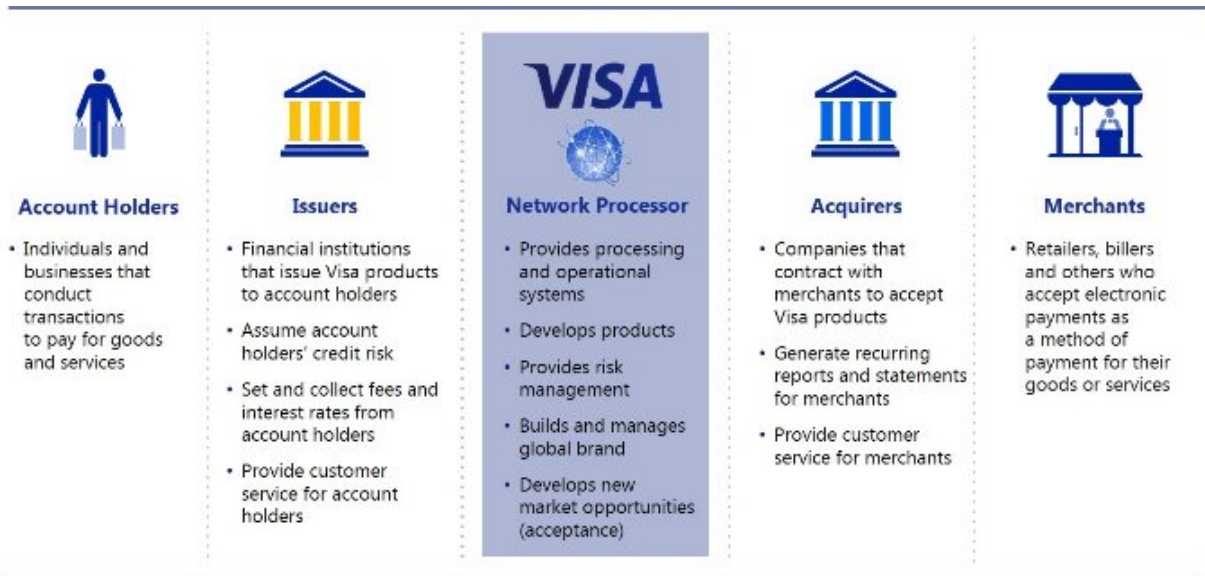 Account Holders
• Individuals and
businesses that
conduct
transactions
to pay for goods
and services
Issuers
• Financial institutions
that issue Visa products
to account holders
• Assume account
holders' credit risk
• Set and collect fees and
interest rates from
account holders
• Provide customer
service for account
holders
VISA
Network Processor
• Provides processing
and operational
systems
• Develops products
• Provides risk
management
• Builds and manages
global brand
• Develops new
market opportunities
(acceptance)
Acquirers
• Companies that
contract with
merchants to accept
Visa products
• Generate recurring
reports and statements
for merchants
• Provide customer
service for merchants
Merchants
• Retailers, billers
and others who
accept electronic
payments as
a method of
payment for their
goods or services